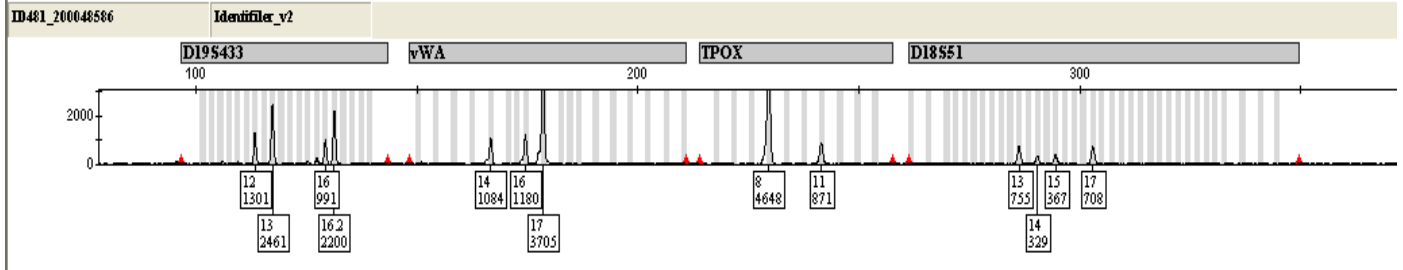 ID481_200048586 Identifiler_v2
D19S433 vWA TPOX D18S51
100 200 300
2000
0
12 16 14 16 8 11 13 15 17
1301 991 1084 1180 4648 871 755 367 708
13 16.2 17 14
2461 2200 3705 329